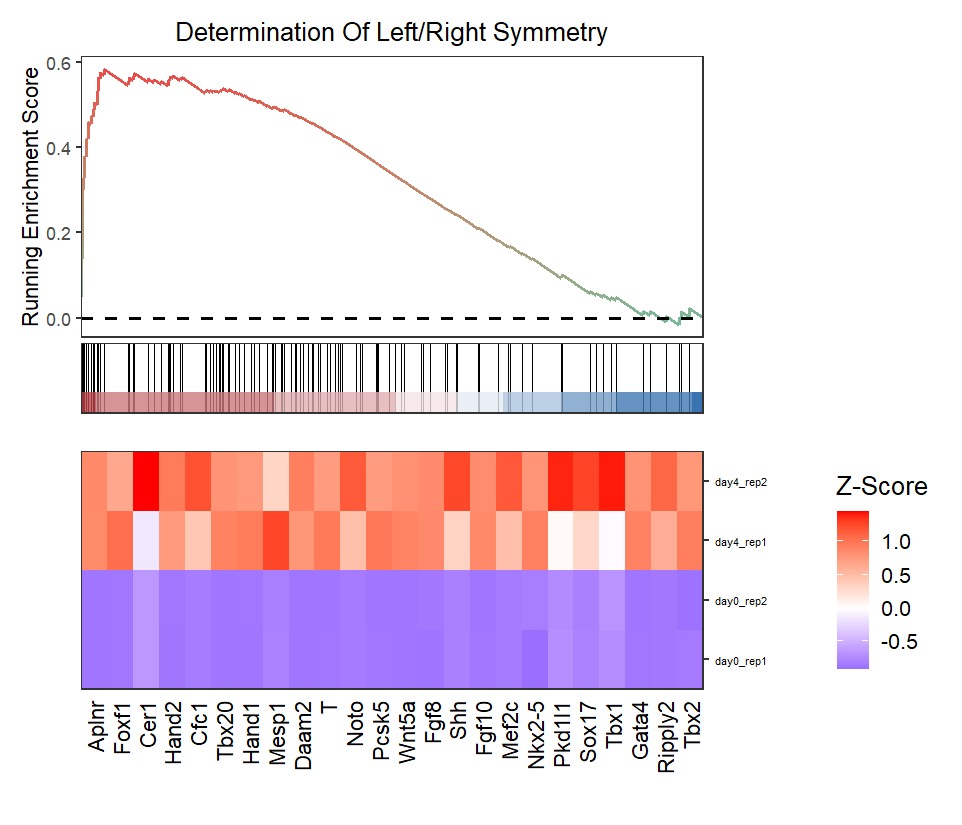 Determination Of Left/Right Symmetry
Running Enrichment Score
0.6
0.4
0.2
0.0
day4_rep2
day4_rep1
day0_rep2
day0_rep1
Z-Score
1.0
0.5
0.0
-0.5
Aplnr
Foxf1
Cer1
Hand2
Cfc1
Tbx20
Hand1
Mesp1
Daam2
T
Noto
Pcsk5
Wnt5a
Fgf8
Shh
Fgf10
Mef2c
Nkx2-5
Pkd1l1
Sox17
Tbx1
Gata4
Ripply2
Tbx2